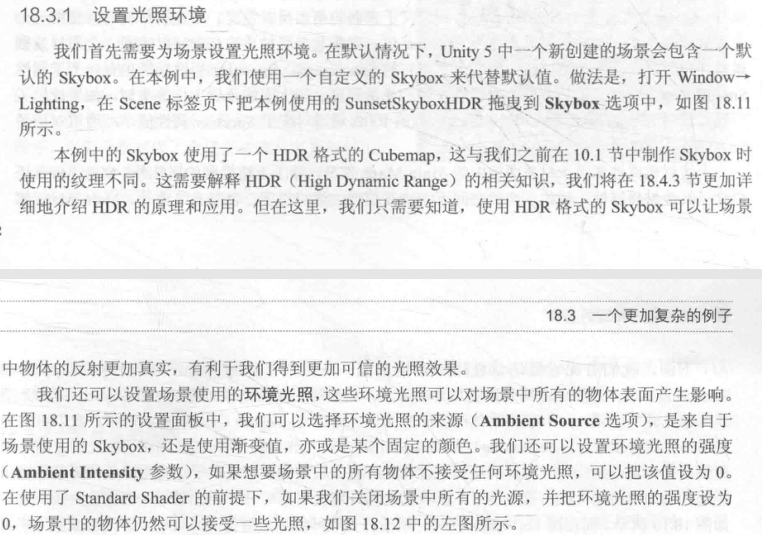 18.3.1 设置光照环境
我们首先需要为场景设置光照环境。在默认情况下，Unity 5 中一个新创建的场景会包含一个默
认的 Skybox。在本例中，我们使用一个自定义的 Skybox 来代替默认值。做法是，打开 Window→
Lighting，在 Scene 标签页下把本例使用的 SunsetSkyboxHDR 拖曳到 Skybox 选项中，如图 18.11
所示。
本例中的 Skybox 使用了一个 HDR 格式的 Cubemap，这与我们之前在 10.1 节中制作 Skybox 时
使用的纹理不同。这需要解释 HDR（High Dynamic Range）的相关知识，我们将在 18.4.3 节更加详
细地介绍 HDR 的原理和应用。但在这里，我们只需要知道，使用 HDR 格式的 Skybox 可以让场景
18.3 一个更加复杂的例子
中物体的反射更加真实，有利于我们得到更加可信的光照效果。
我们还可以设置场景使用的环境光照，这些环境光照可以对场景中所有的物体表面产生影响。
在图 18.11 所示的设置面板中，我们可以选择环境光照的来源（Ambient Source 选项），是来自于
场景使用的 Skybox，还是使用渐变值，亦或是某个固定的颜色。我们还可以设置环境光照的强度
（Ambient Intensity 参数），如果想要场景中的所有物体不接受任何环境光照，可以把该值设为 0。
在使用了 Standard Shader 的前提下，如果我们关闭场景中所有的光源，并把环境光照的强度设为
0，场景中的物体仍然可以接受一些光照，如图 18.12 中的左图所示。